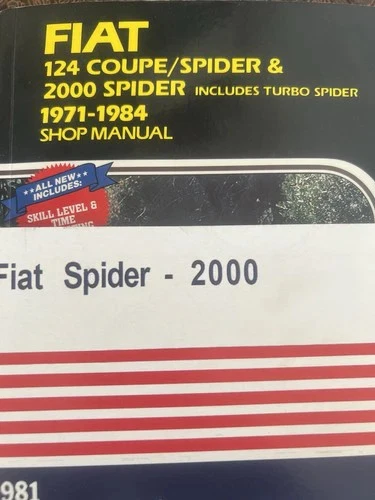 FIAT
124 COUPE/SPIDER &
2000 SPIDER INCLUDES TURBO SPIDER
1971-1984
SHOP MANUAL
ALL NEW
INCLUDES:
SKILL LEVEL &
TIME
Fiat Spider - 2000
981